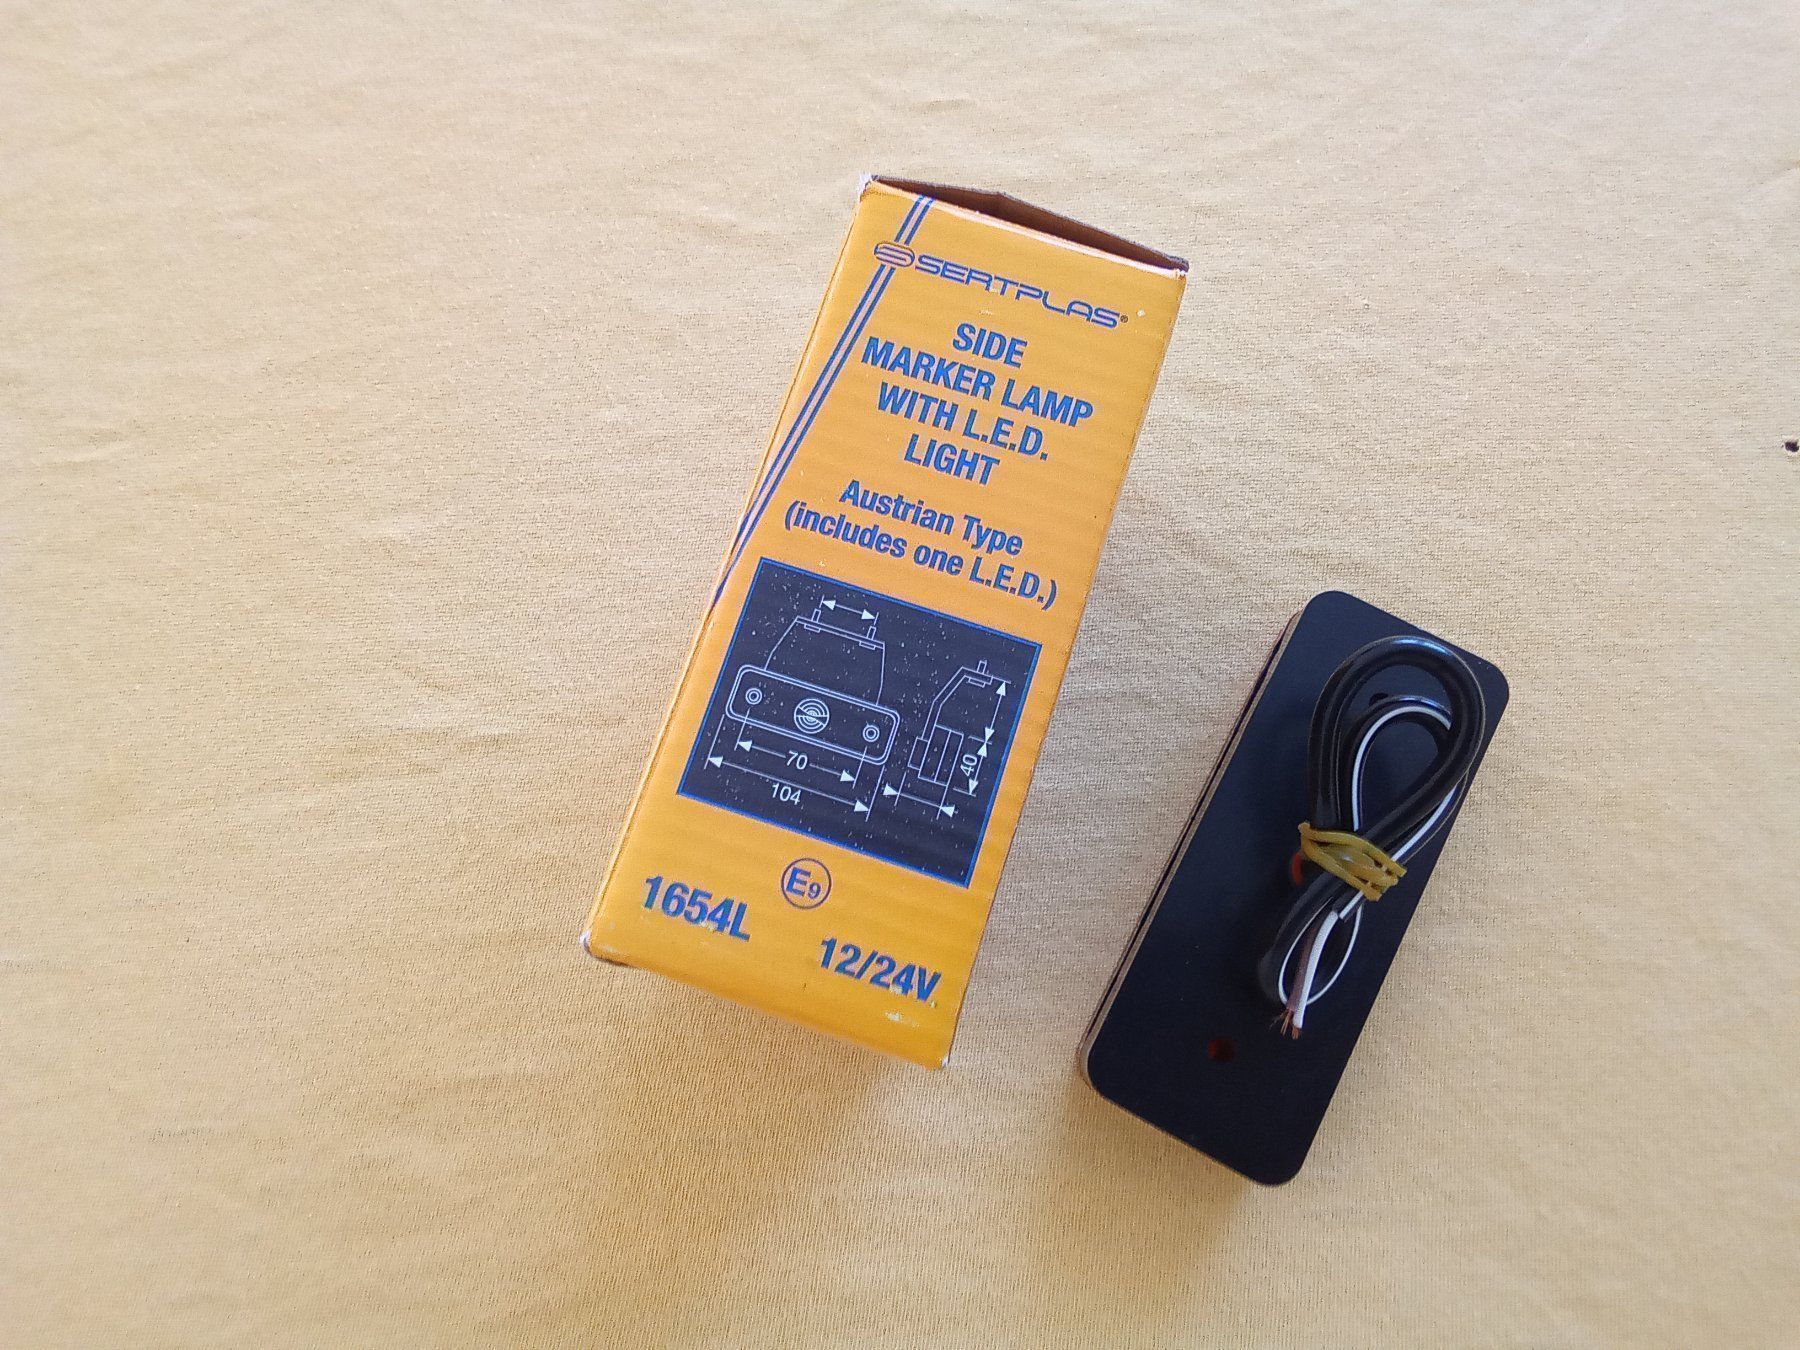 SERTPLAS®
SIDE
MARKER LAMP
WITH L.E.D.
LIGHT
Austrian Type
(includes one L.E.D.)
70
104
40
E9
1654L
12/24V